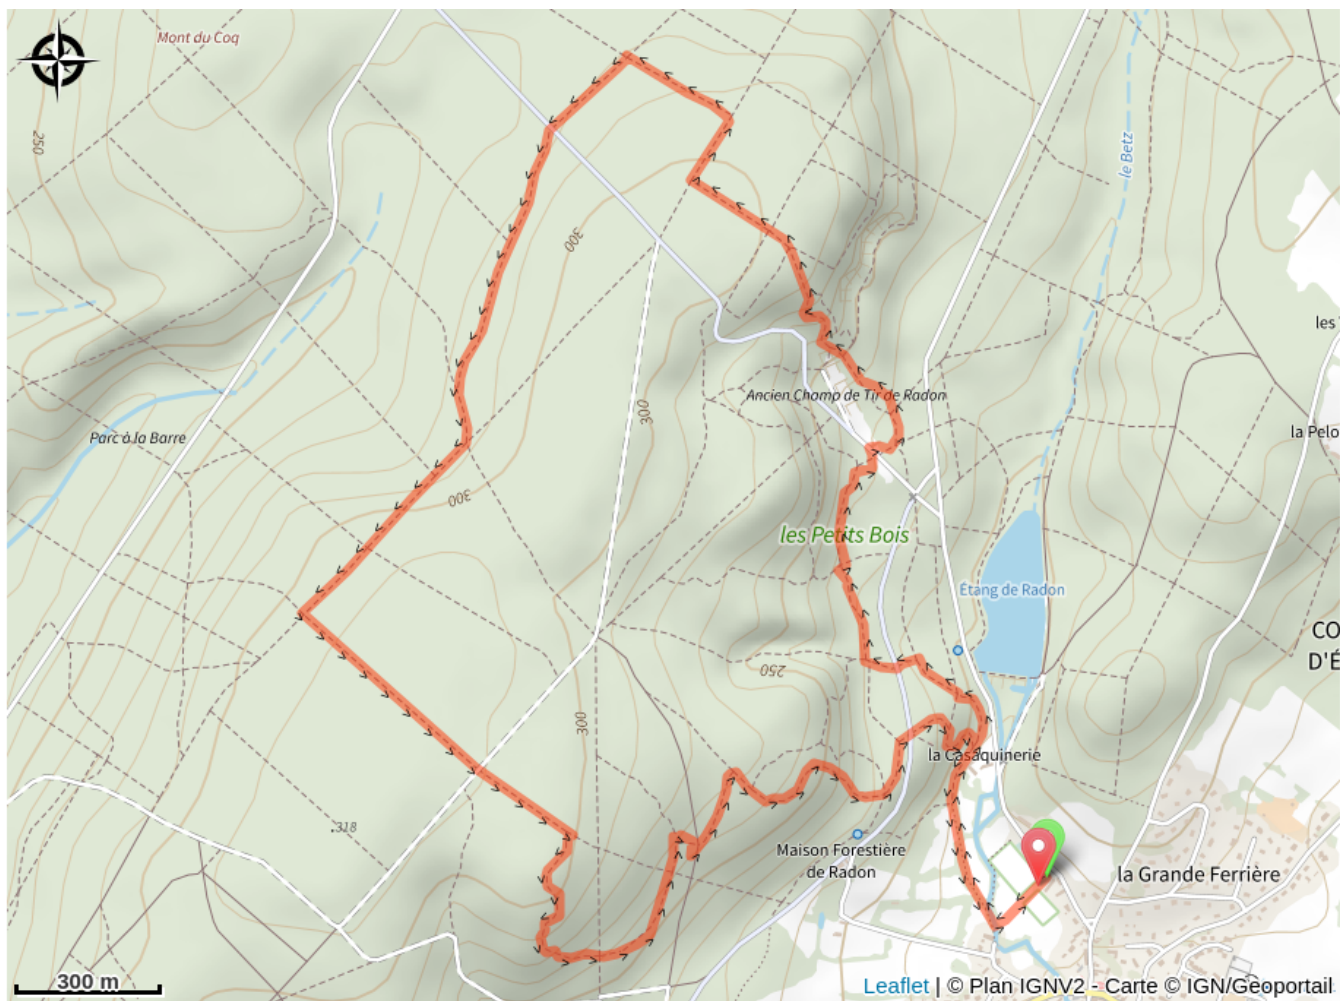 Mont du Coq
250
le Betz
300
les
Ancien Champ de Tir de Radon
300
Parc à la Barre
la Pelo
300
les Petits Bois
Étang de Radon
CO
D'É
250
300
la Casaquinerie
318
Maison Forestière
de Radon
la Grande Ferrière
300 m
Leaflet | © Plan IGNV2 - Carte © IGN/Geoportail